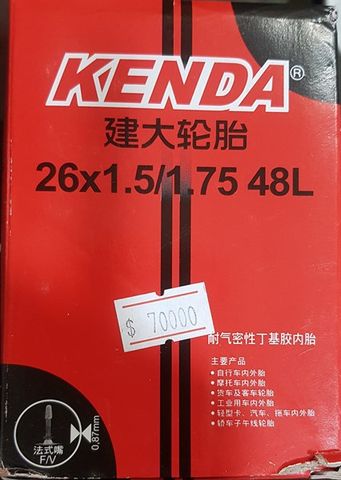 KENDA®
建大轮胎
26x1.5/1.75 48L
$ 70000
耐气密性丁基胶内胎
主要产品
•自行车内外胎
•摩托车内外胎
•货车及客车轮胎
•工业用车内外胎
•轻型卡、汽车、拖车内外胎
•轿车子午线轮胎
法式嘴
F/V
0.87mm